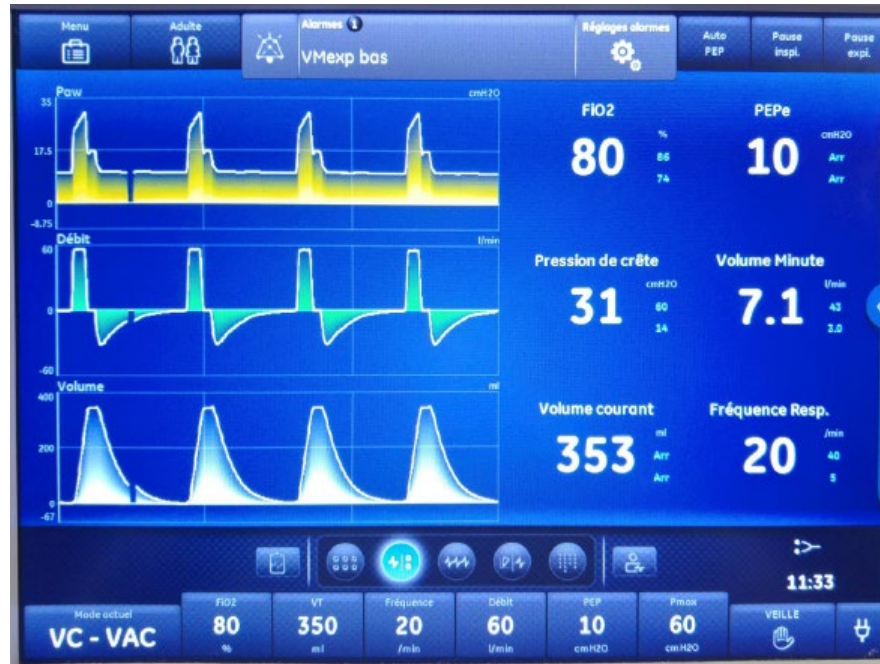 Menu
Adulte
Alarmes 1
VMexp bas
Réglages alarmes
Auto
PEP
Pause
inspi.
Pause
expi.
Paw
cmH2O
35
17.5
0
-8.75
Débit
l/min
60
0
-60
Volume
ml
400
200
0
-67
FiO2
80
%
86
74
PEPe
10
cmH2O
Arr
Arr
Pression de crête
31
cmH2O
60
14
Volume Minute
7.1
l/min
43
3.0
Volume courant
353
ml
Arr
Arr
Fréquence Resp.
20
/min
40
5
11:33
Mode actuel
VC - VAC
FiO2
80
%
VT
350
ml
Fréquence
20
/min
Débit
60
l/min
PEP
10
cmH2O
Pmax
60
cmH2O
VEILLE